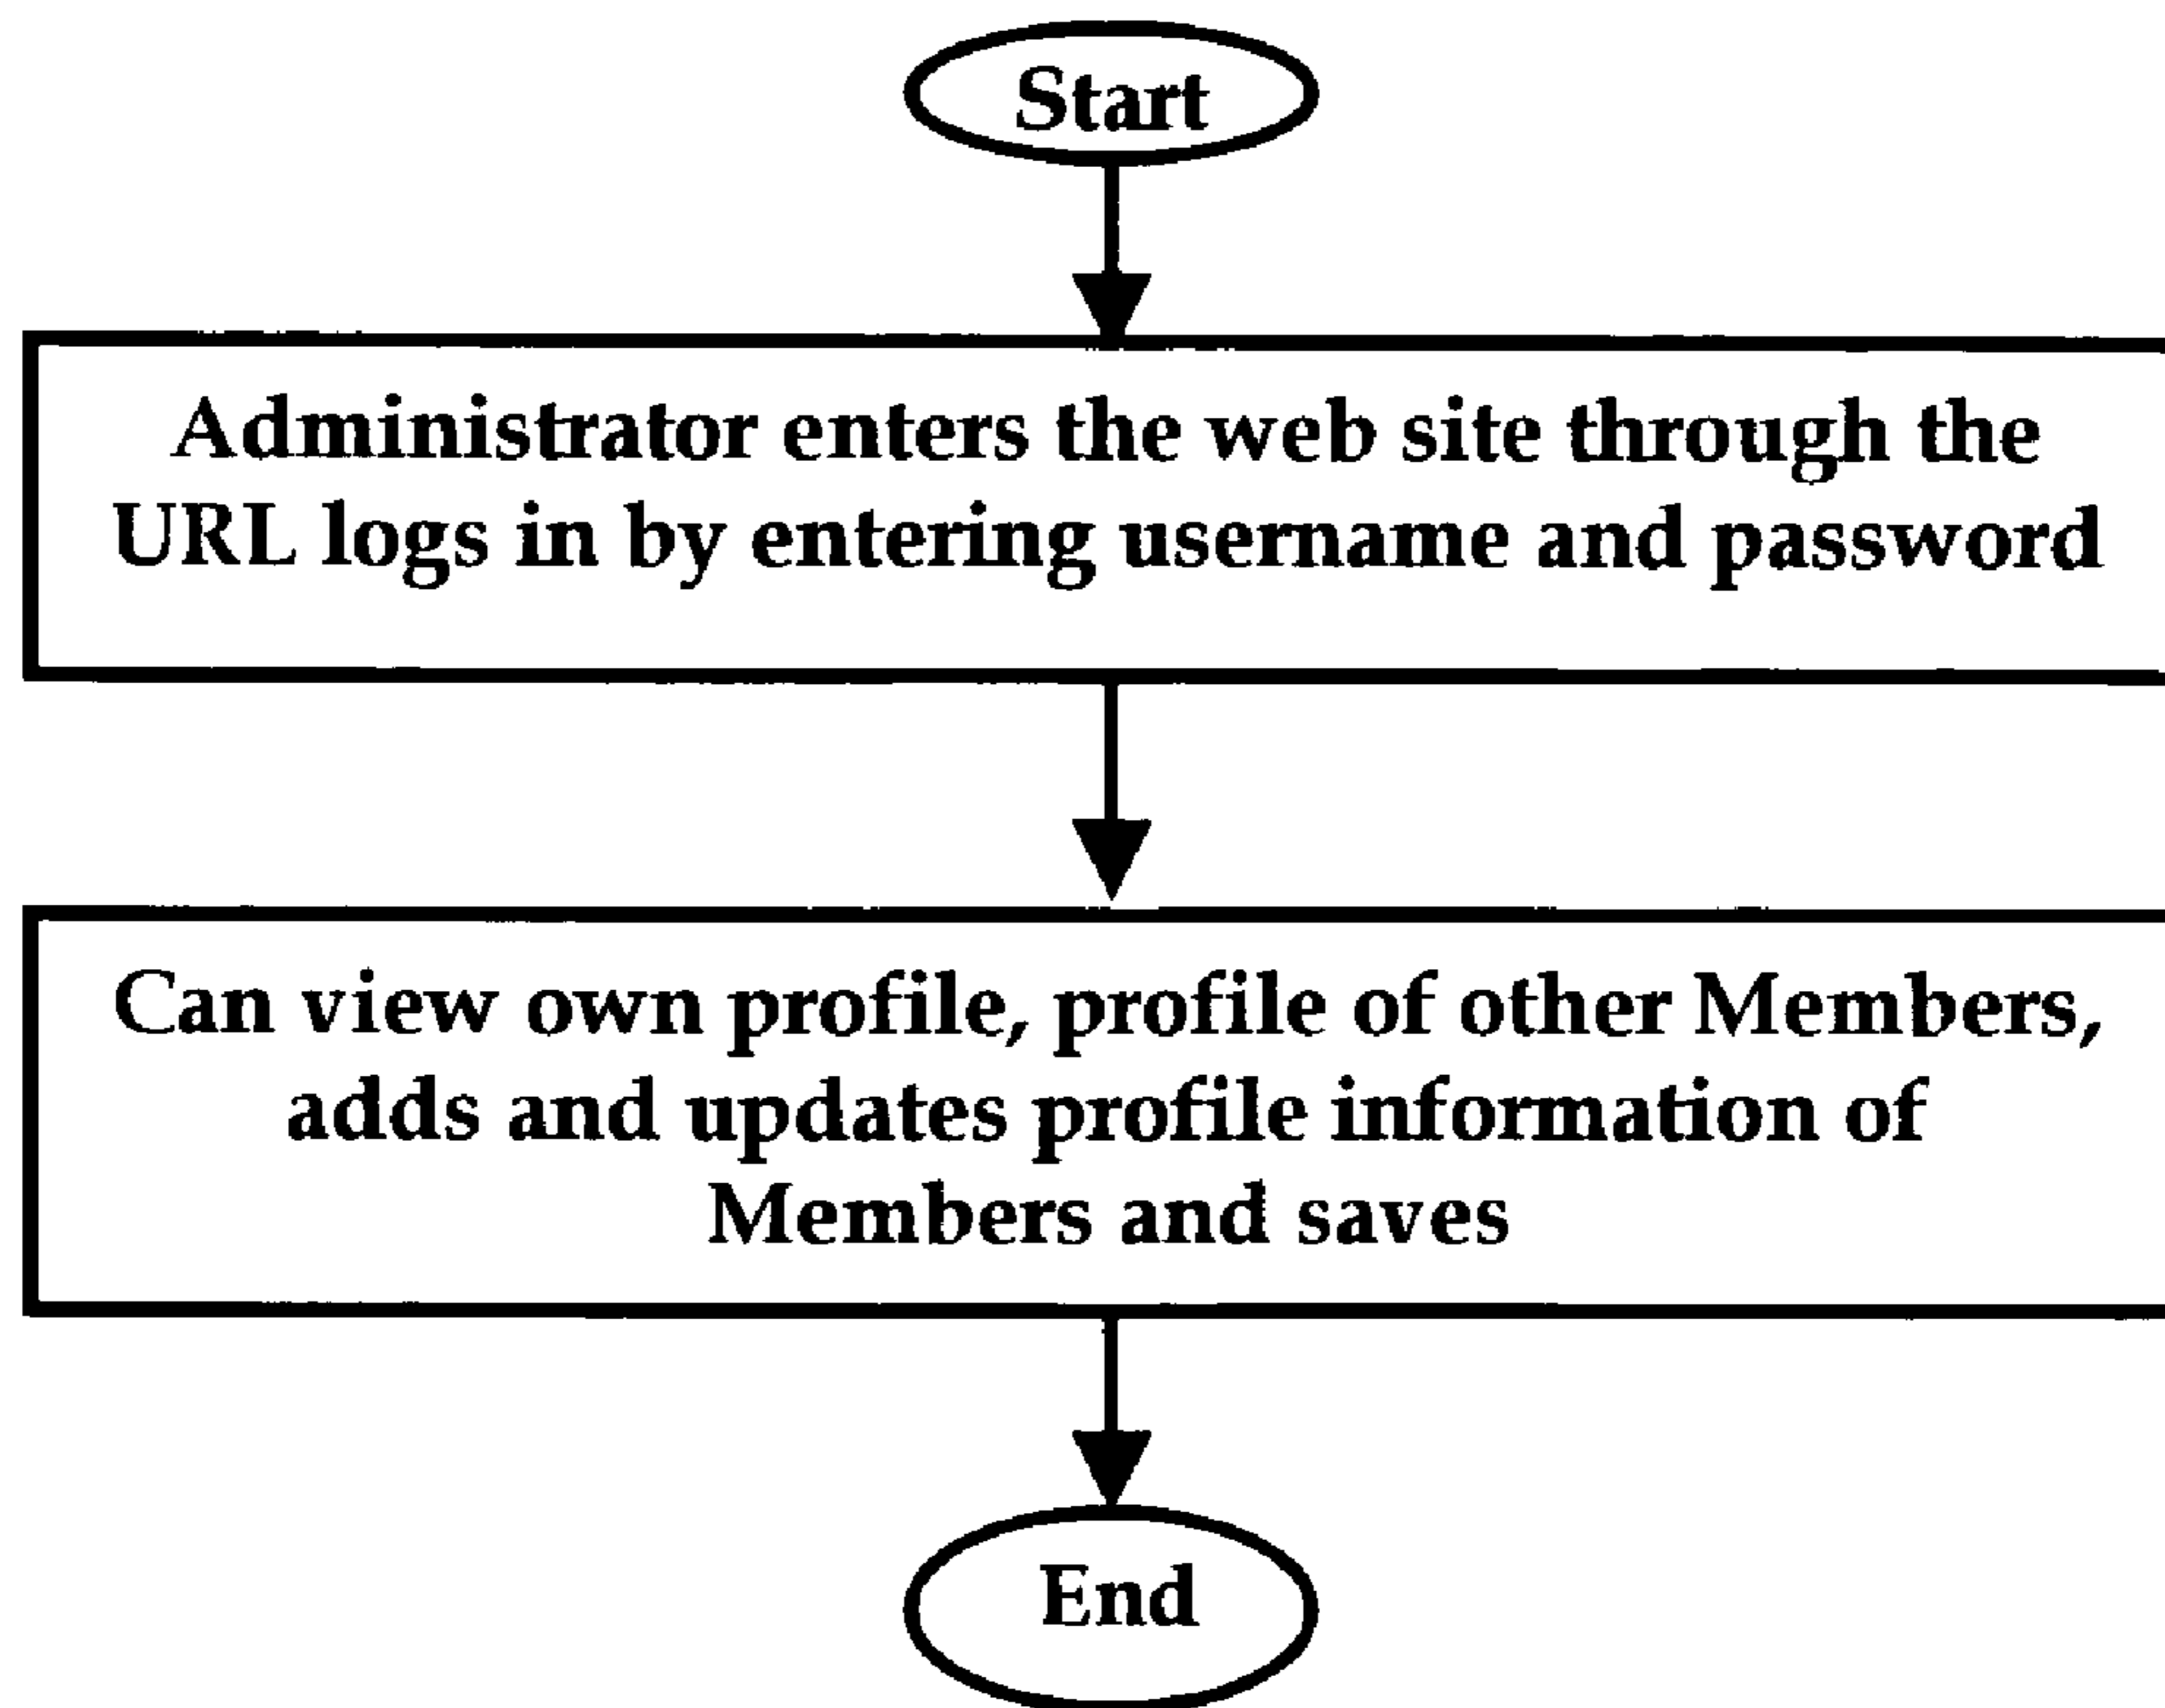 Start
Administrator enters the web site through the
URL logs in by entering username and password
Can view own profile, profile of other Members,
adds and updates profile information of
Members and saves
End